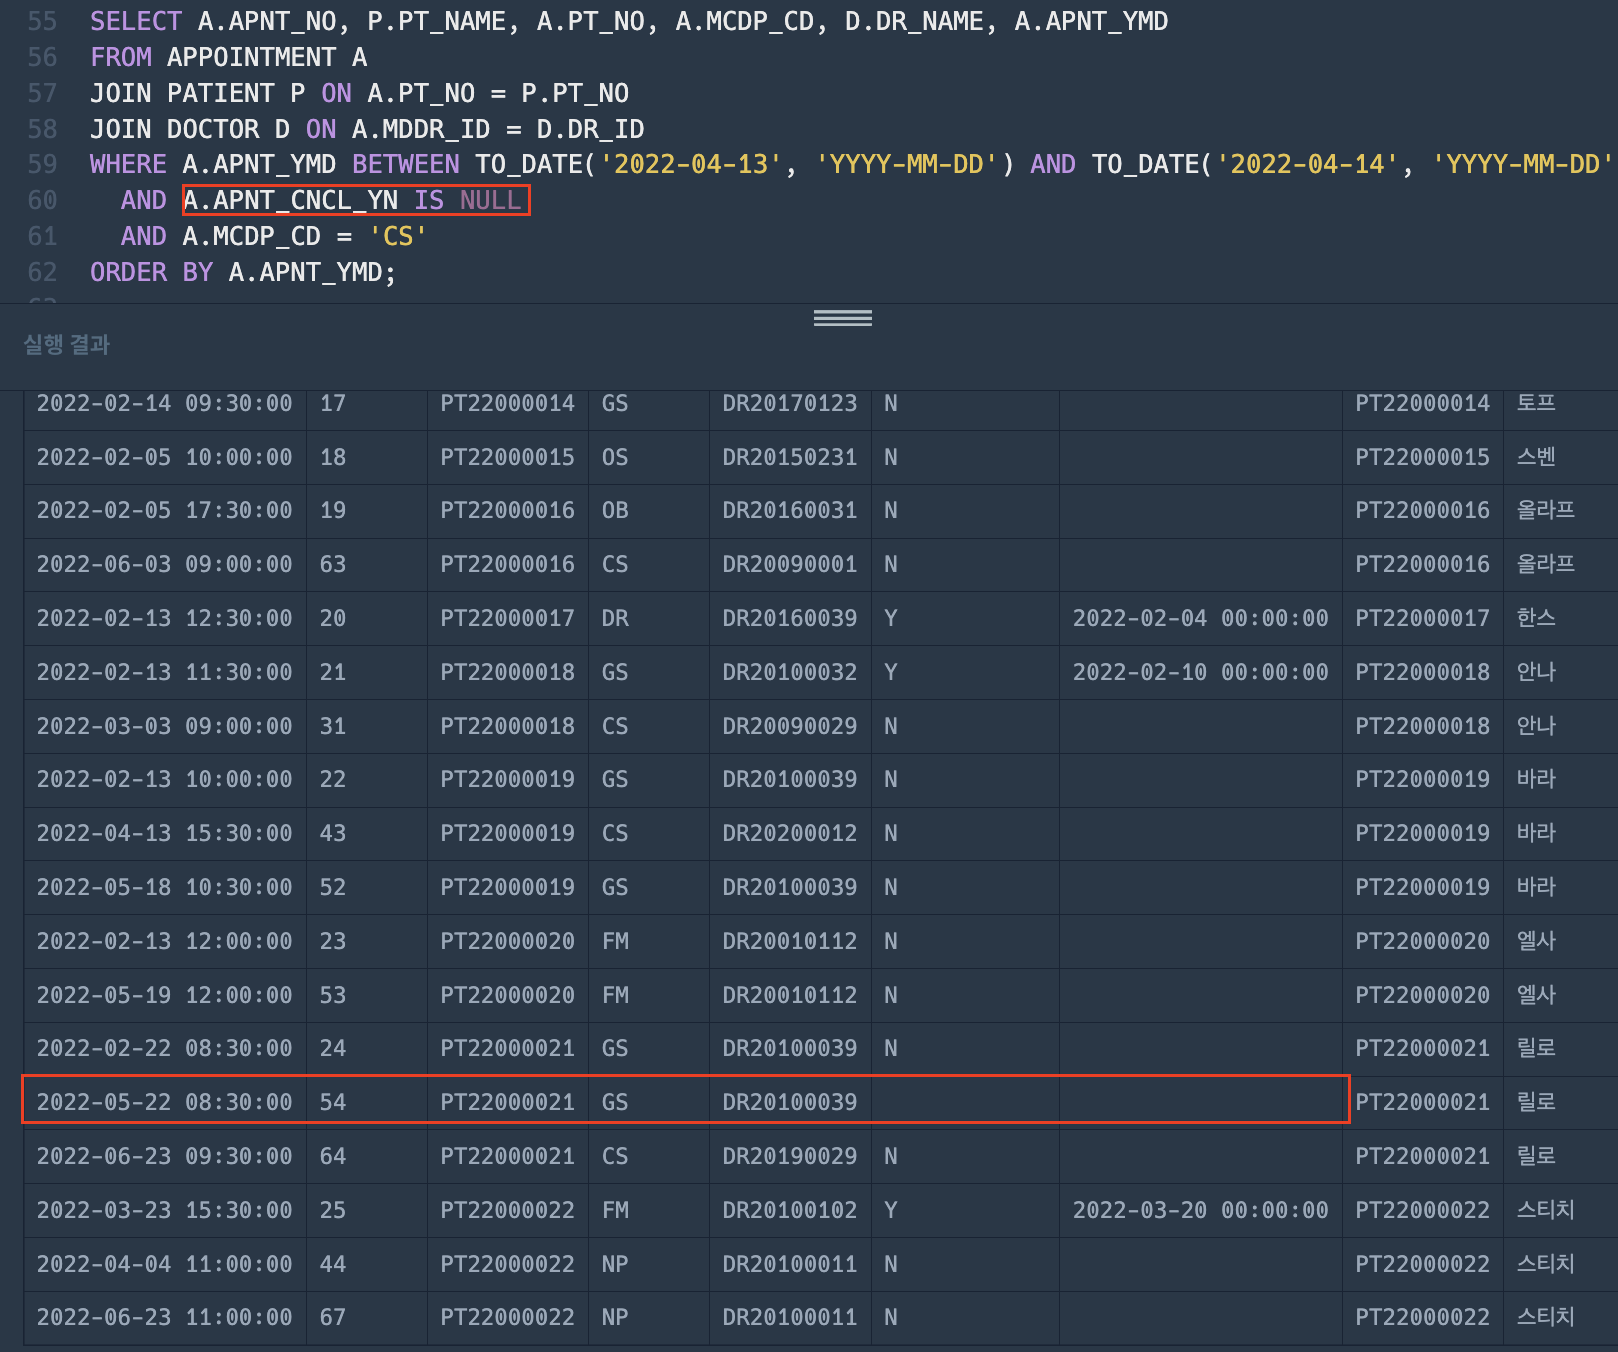 55 SELECT A.APNT_NO, P.PT_NAME, A.PT_NO, A.MCDP_CD, D.DR_NAME, A.APNT_YMD
56 FROM APPOINTMENT A
57 JOIN PATIENT P ON A.PT_NO = P.PT_NO
58 JOIN DOCTOR D ON A.MDDR_ID = D.DR_ID
59 WHERE A.APNT_YMD BETWEEN TO_DATE('2022-04-13', 'YYYY-MM-DD') AND TO_DATE('2022-04-14', 'YYYY-MM-DD'
60 AND A.APNT_CNCL_YN IS NULL
61 AND A.MCDP_CD = 'CS'
62 ORDER BY A.APNT_YMD;
실행 결과
2022-02-14 09:30:00 17 PT22000014 GS DR20170123 N PT22000014 토프
2022-02-05 10:00:00 18 PT22000015 OS DR20150231 N PT22000015 스벤
2022-02-05 17:30:00 19 PT22000016 OB DR20160031 N PT22000016 올라프
2022-06-03 09:00:00 63 PT22000016 CS DR20090001 N PT22000016 올라프
2022-02-13 12:30:00 20 PT22000017 DR DR20160039 Y 2022-02-04 00:00:00 PT22000017 한스
2022-02-13 11:30:00 21 PT22000018 GS DR20100032 Y 2022-02-10 00:00:00 PT22000018 안나
2022-03-03 09:00:00 31 PT22000018 CS DR20090029 N PT22000018 안나
2022-02-13 10:00:00 22 PT22000019 GS DR20100039 N PT22000019 바라
2022-04-13 15:30:00 43 PT22000019 CS DR20200012 N PT22000019 바라
2022-05-18 10:30:00 52 PT22000019 GS DR20100039 N PT22000019 바라
2022-02-13 12:00:00 23 PT22000020 FM DR20010112 N PT22000020 엘사
2022-05-19 12:00:00 53 PT22000020 FM DR20010112 N PT22000020 엘사
2022-02-22 08:30:00 24 PT22000021 GS DR20100039 N PT22000021 릴로
2022-05-22 08:30:00 54 PT22000021 GS DR20100039 PT22000021 릴로
2022-06-23 09:30:00 64 PT22000021 CS DR20190029 N PT22000021 릴로
2022-03-23 15:30:00 25 PT22000022 FM DR20100102 Y 2022-03-20 00:00:00 PT22000022 스티치
2022-04-04 11:00:00 44 PT22000022 NP DR20100011 N PT22000022 스티치
2022-06-23 11:00:00 67 PT22000022 NP DR20100011 N PT22000022 스티치